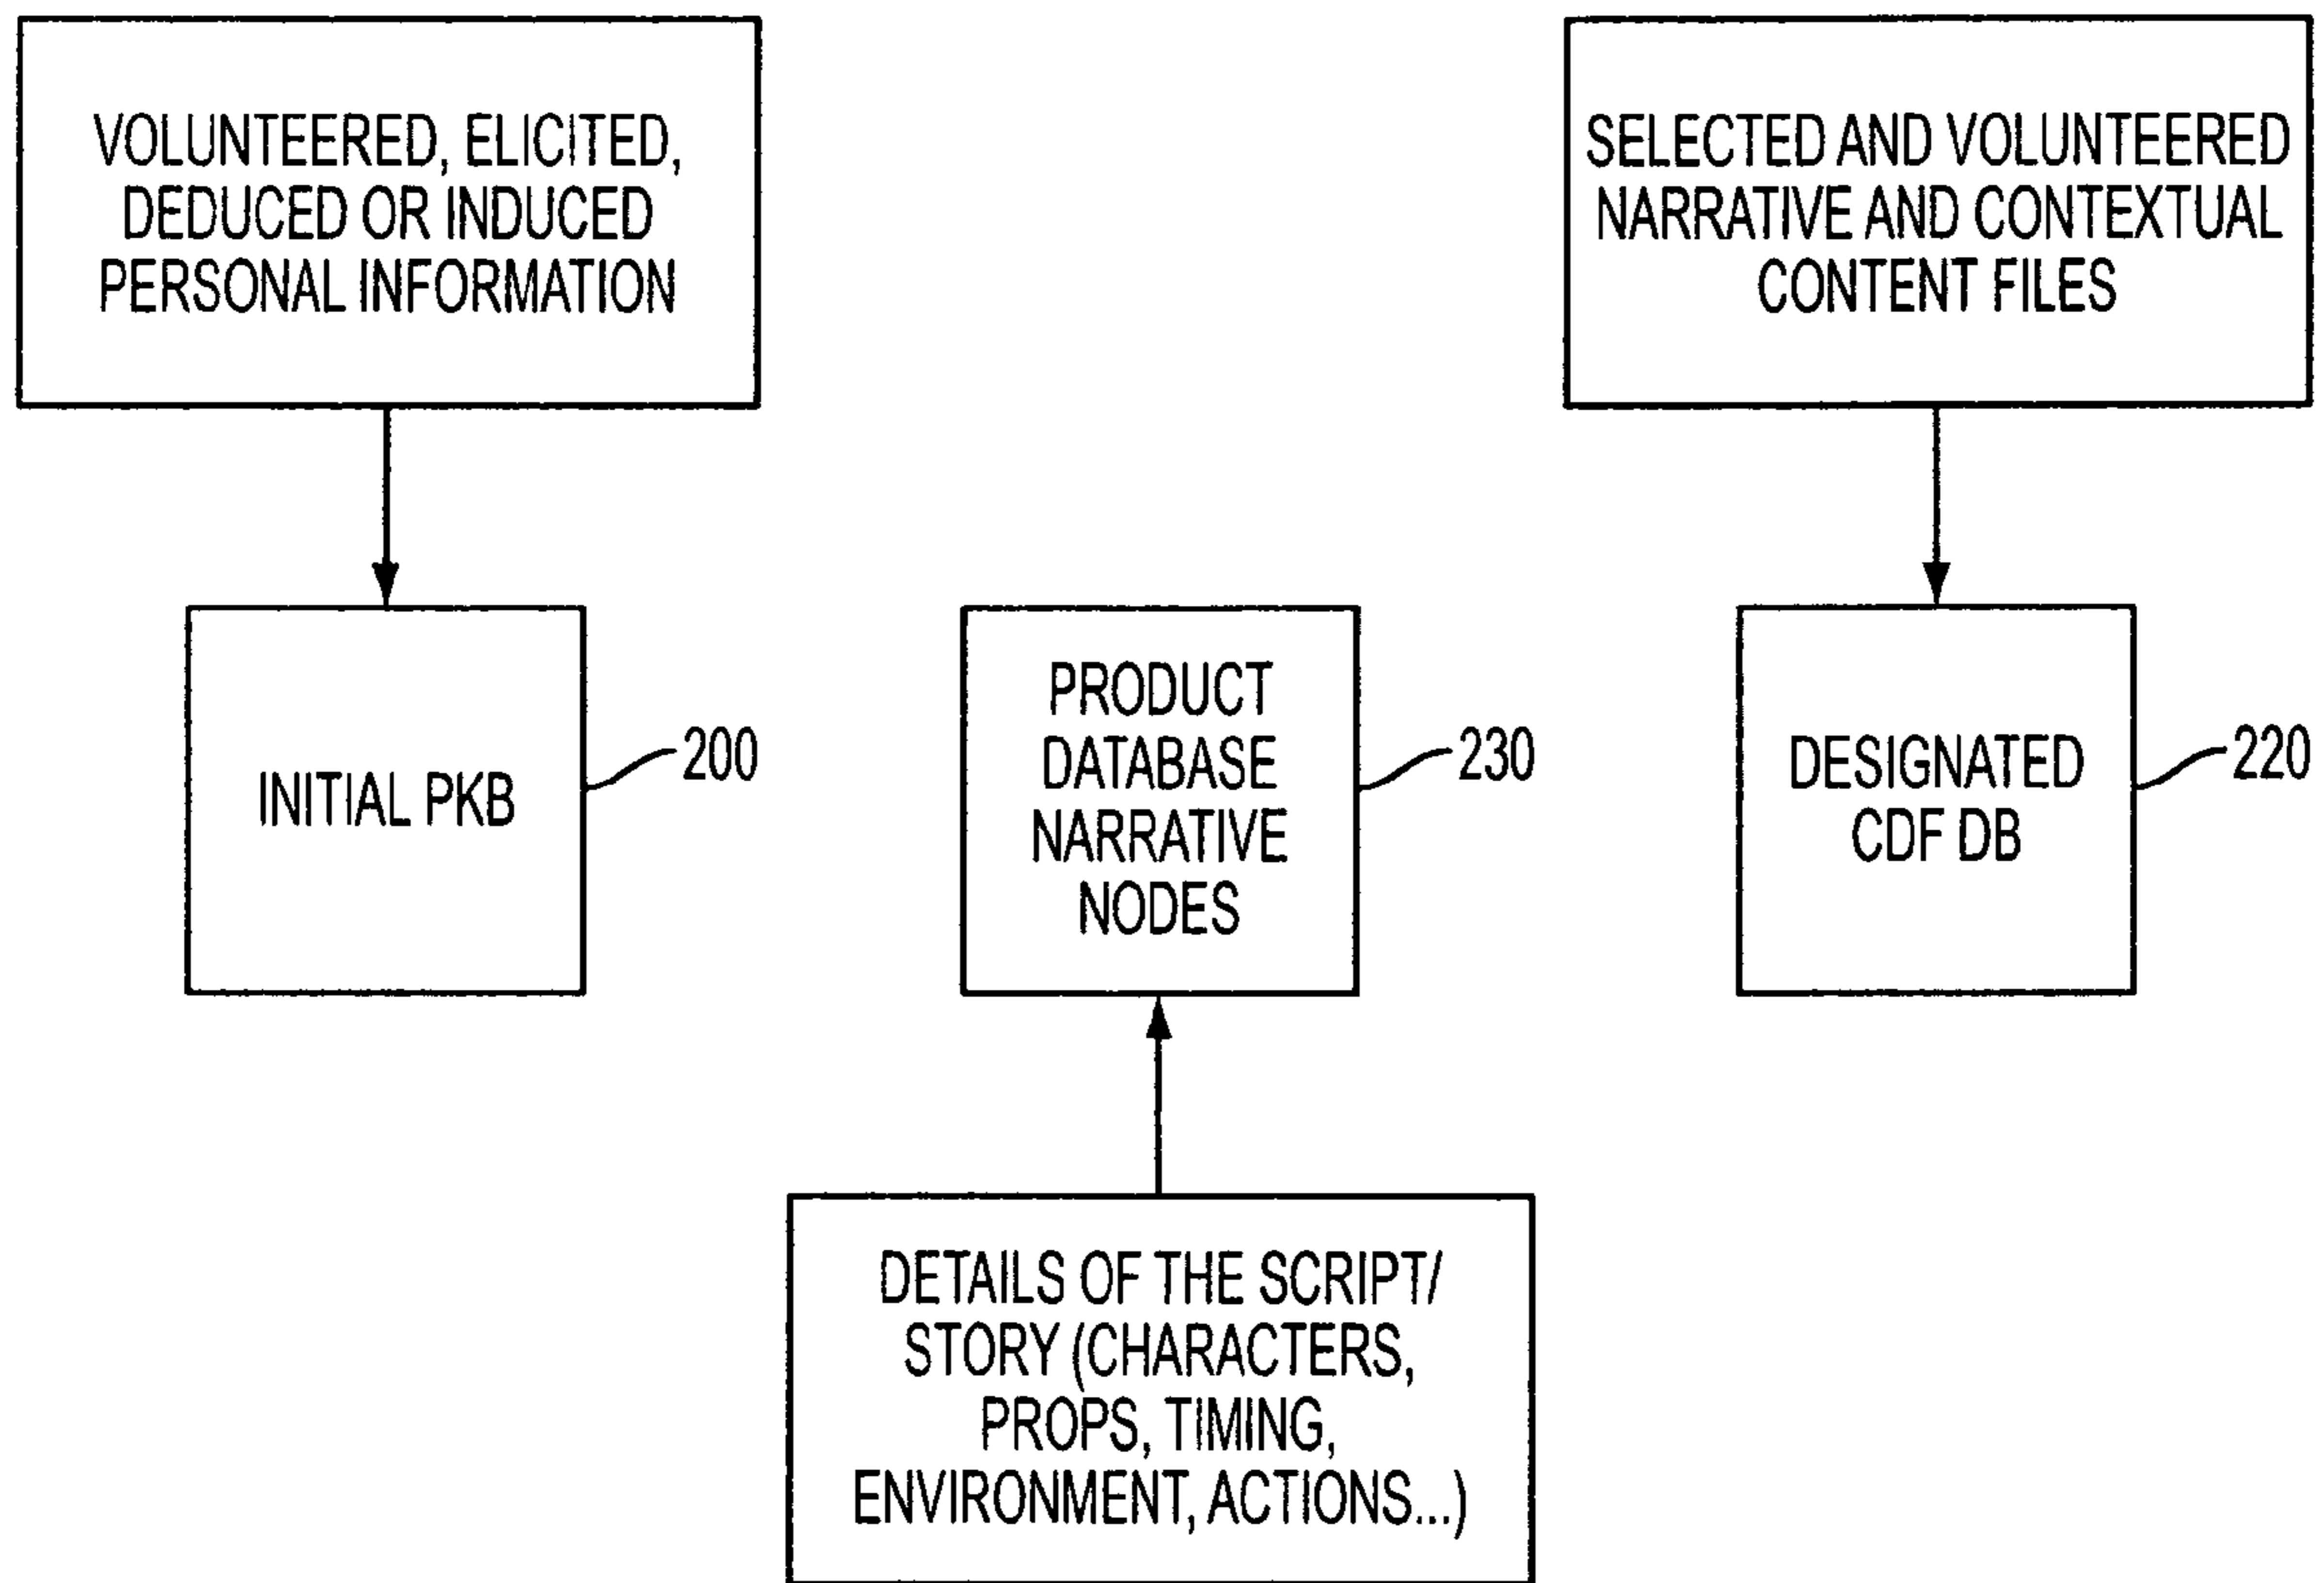 VOLUNTEERED, ELICITED,
DEDUCED OR INDUCED
PERSONAL INFORMATION
SELECTED AND VOLUNTEERED
NARRATIVE AND CONTEXTUAL
CONTENT FILES
INITIAL PKB
200
PRODUCT
DATABASE
NARRATIVE
NODES
230
DESIGNATED
CDF DB
220
DETAILS OF THE SCRIPT/
STORY (CHARACTERS,
PROPS, TIMING,
ENVIRONMENT, ACTIONS...)